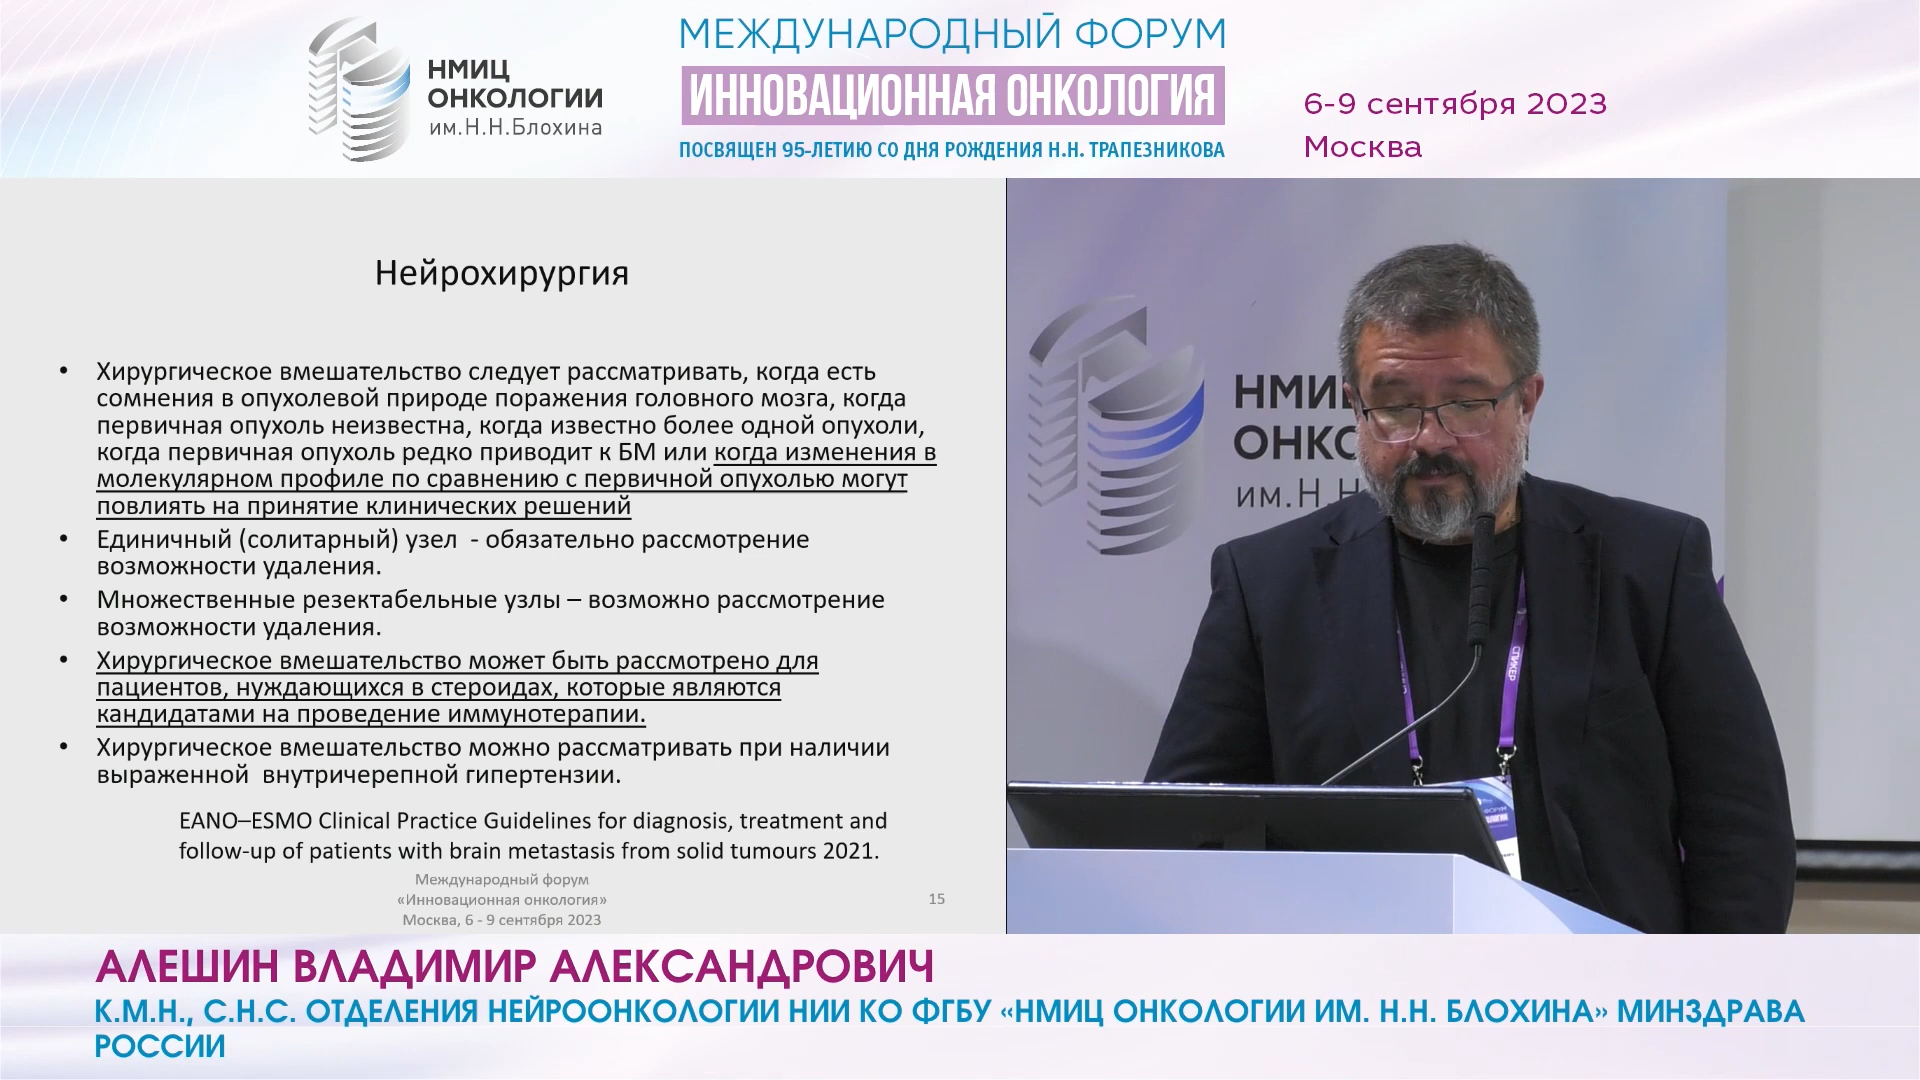 НМИЦ
ОНКОЛОГИИ
им.Н.Н.Блохина
МЕЖДУНАРОДНЫЙ ФОРУМ
ИННОВАЦИОННАЯ ОНКОЛОГИЯ
ПОСВЯЩЕН 95-ЛЕТИЮ СО ДНЯ РОЖДЕНИЯ Н.Н. ТРАПЕЗНИКОВА
6-9 сентября 2023
Москва
Нейрохирургия
• Хирургическое вмешательство следует рассматривать, когда есть
сомнения в опухолевой природе поражения головного мозга, когда
первичная опухоль неизвестна, когда известно более одной опухоли,
когда первичная опухоль редко приводит к БМ или когда изменения в
молекулярном профиле по сравнению с первичной опухолью могут
повлиять на принятие клинических решений
• Единичный (солитарный) узел - обязательно рассмотрение
возможности удаления.
• Множественные резектабельные узлы – возможно рассмотрение
возможности удаления.
• Хирургическое вмешательство может быть рассмотрено для
пациентов, нуждающихся в стероидах, которые являются
кандидатами на проведение иммунотерапии.
• Хирургическое вмешательство можно рассматривать при наличии
выраженной внутричерепной гипертензии.
EANO–ESMO Clinical Practice Guidelines for diagnosis, treatment and
follow-up of patients with brain metastasis from solid tumours 2021.
Международный форум
«Инновационная онкология»
Москва, 6 - 9 сентября 2023
15
НМИ
ОНКО
им.Н.Н
СПИКЕР
АЛЕШИН ВЛАДИМИР АЛЕКСАНДРОВИЧ
К.М.Н., С.Н.С. ОТДЕЛЕНИЯ НЕЙРООНКОЛОГИИ НИИ КО ФГБУ «НМИЦ ОНКОЛОГИИ ИМ. Н.Н. БЛОХИНА» МИНЗДРАВА
РОССИИ